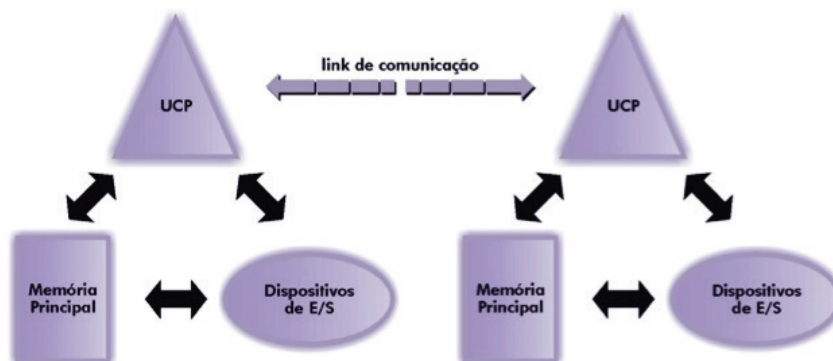 link de comunicação
UCP
UCP
Memória
Principal
Dispositivos
de E/S
Memória
Principal
Dispositivos
de E/S